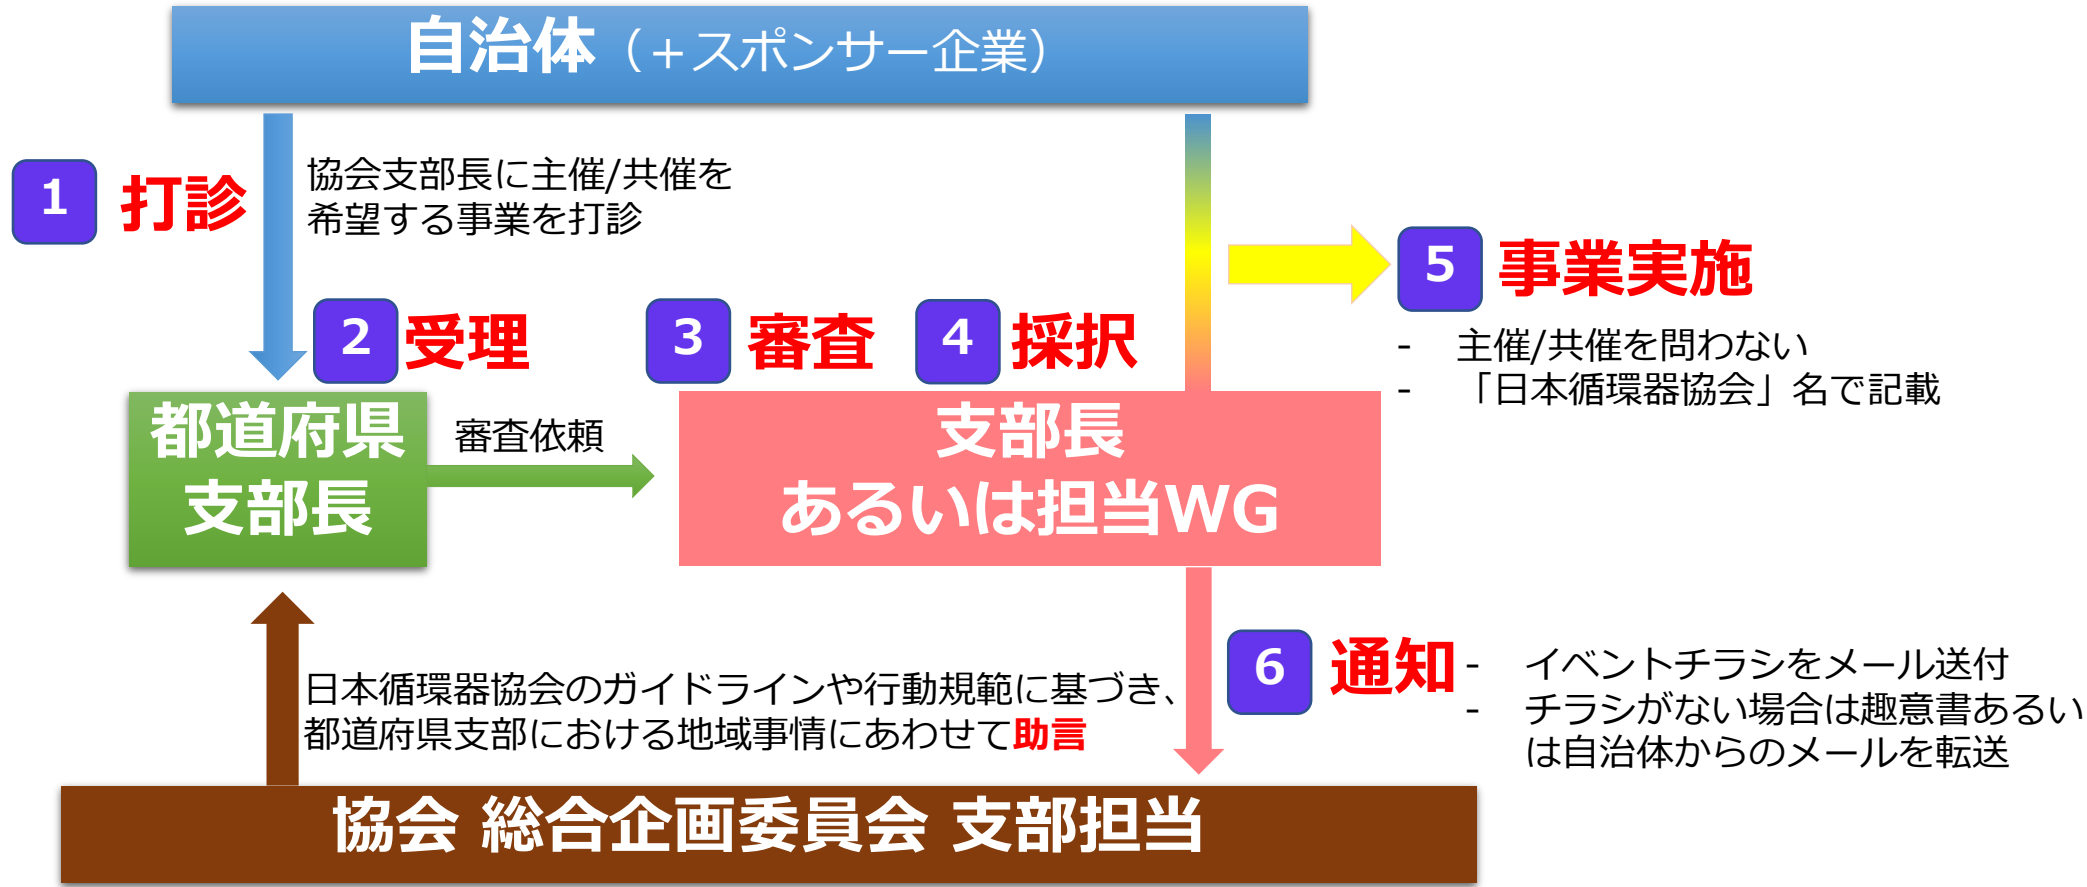 自治体（+スポンサー企業）
1 打診
協会支部長に主催/共催を
希望する事業を打診
2 受理
3 審査
4 採択
5 事業実施
- 主催/共催を問わない
- 「日本循環器協会」名で記載
都道府県
支部長
審査依頼
支部長
あるいは担当WG
6 通知
- イベントチラシをメール送付
- チラシがない場合は趣意書あるい
は自治体からのメールを転送
日本循環器協会のガイドラインや行動規範に基づき、
都道府県支部における地域事情にあわせて助言
協会 総合企画委員会 支部担当